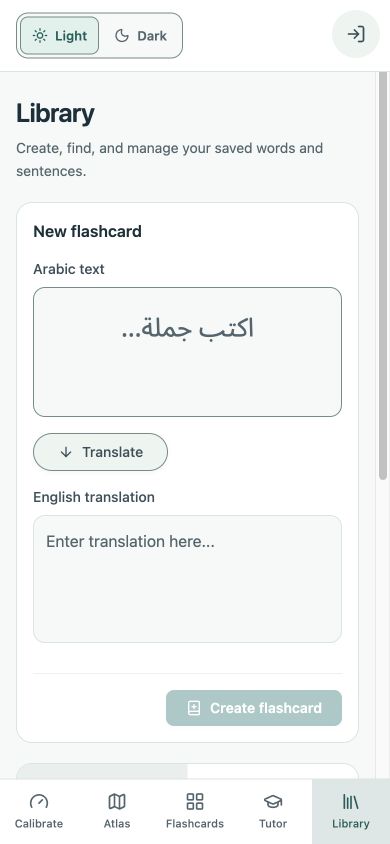 Light
Dark
Library
Create, find, and manage your saved words and
sentences.
New flashcard
Arabic text
اكتب جملة...
Translate
English translation
Enter translation here...
Create flashcard
Calibrate
Atlas
Flashcards
Tutor
Library